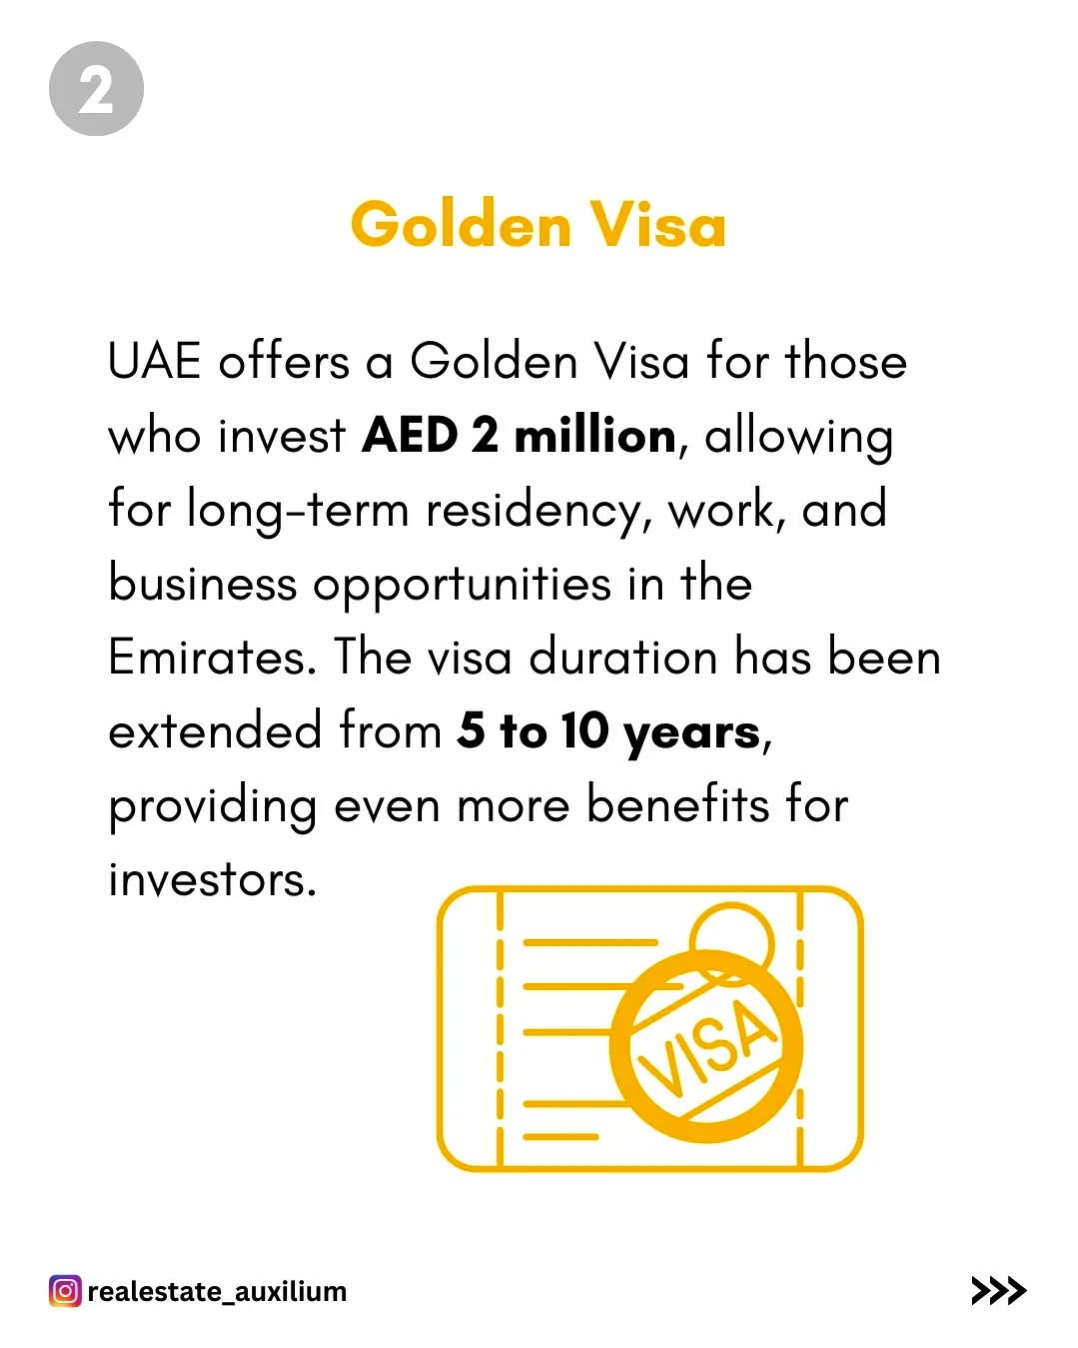 2
Golden Visa
UAE offers a Golden Visa for those
who invest AED 2 million, allowing
for long-term residency, work, and
business opportunities in the
Emirates. The visa duration has been
extended from 5 to 10 years,
providing even more benefits for
investors.
VISA
realestate_auxilium